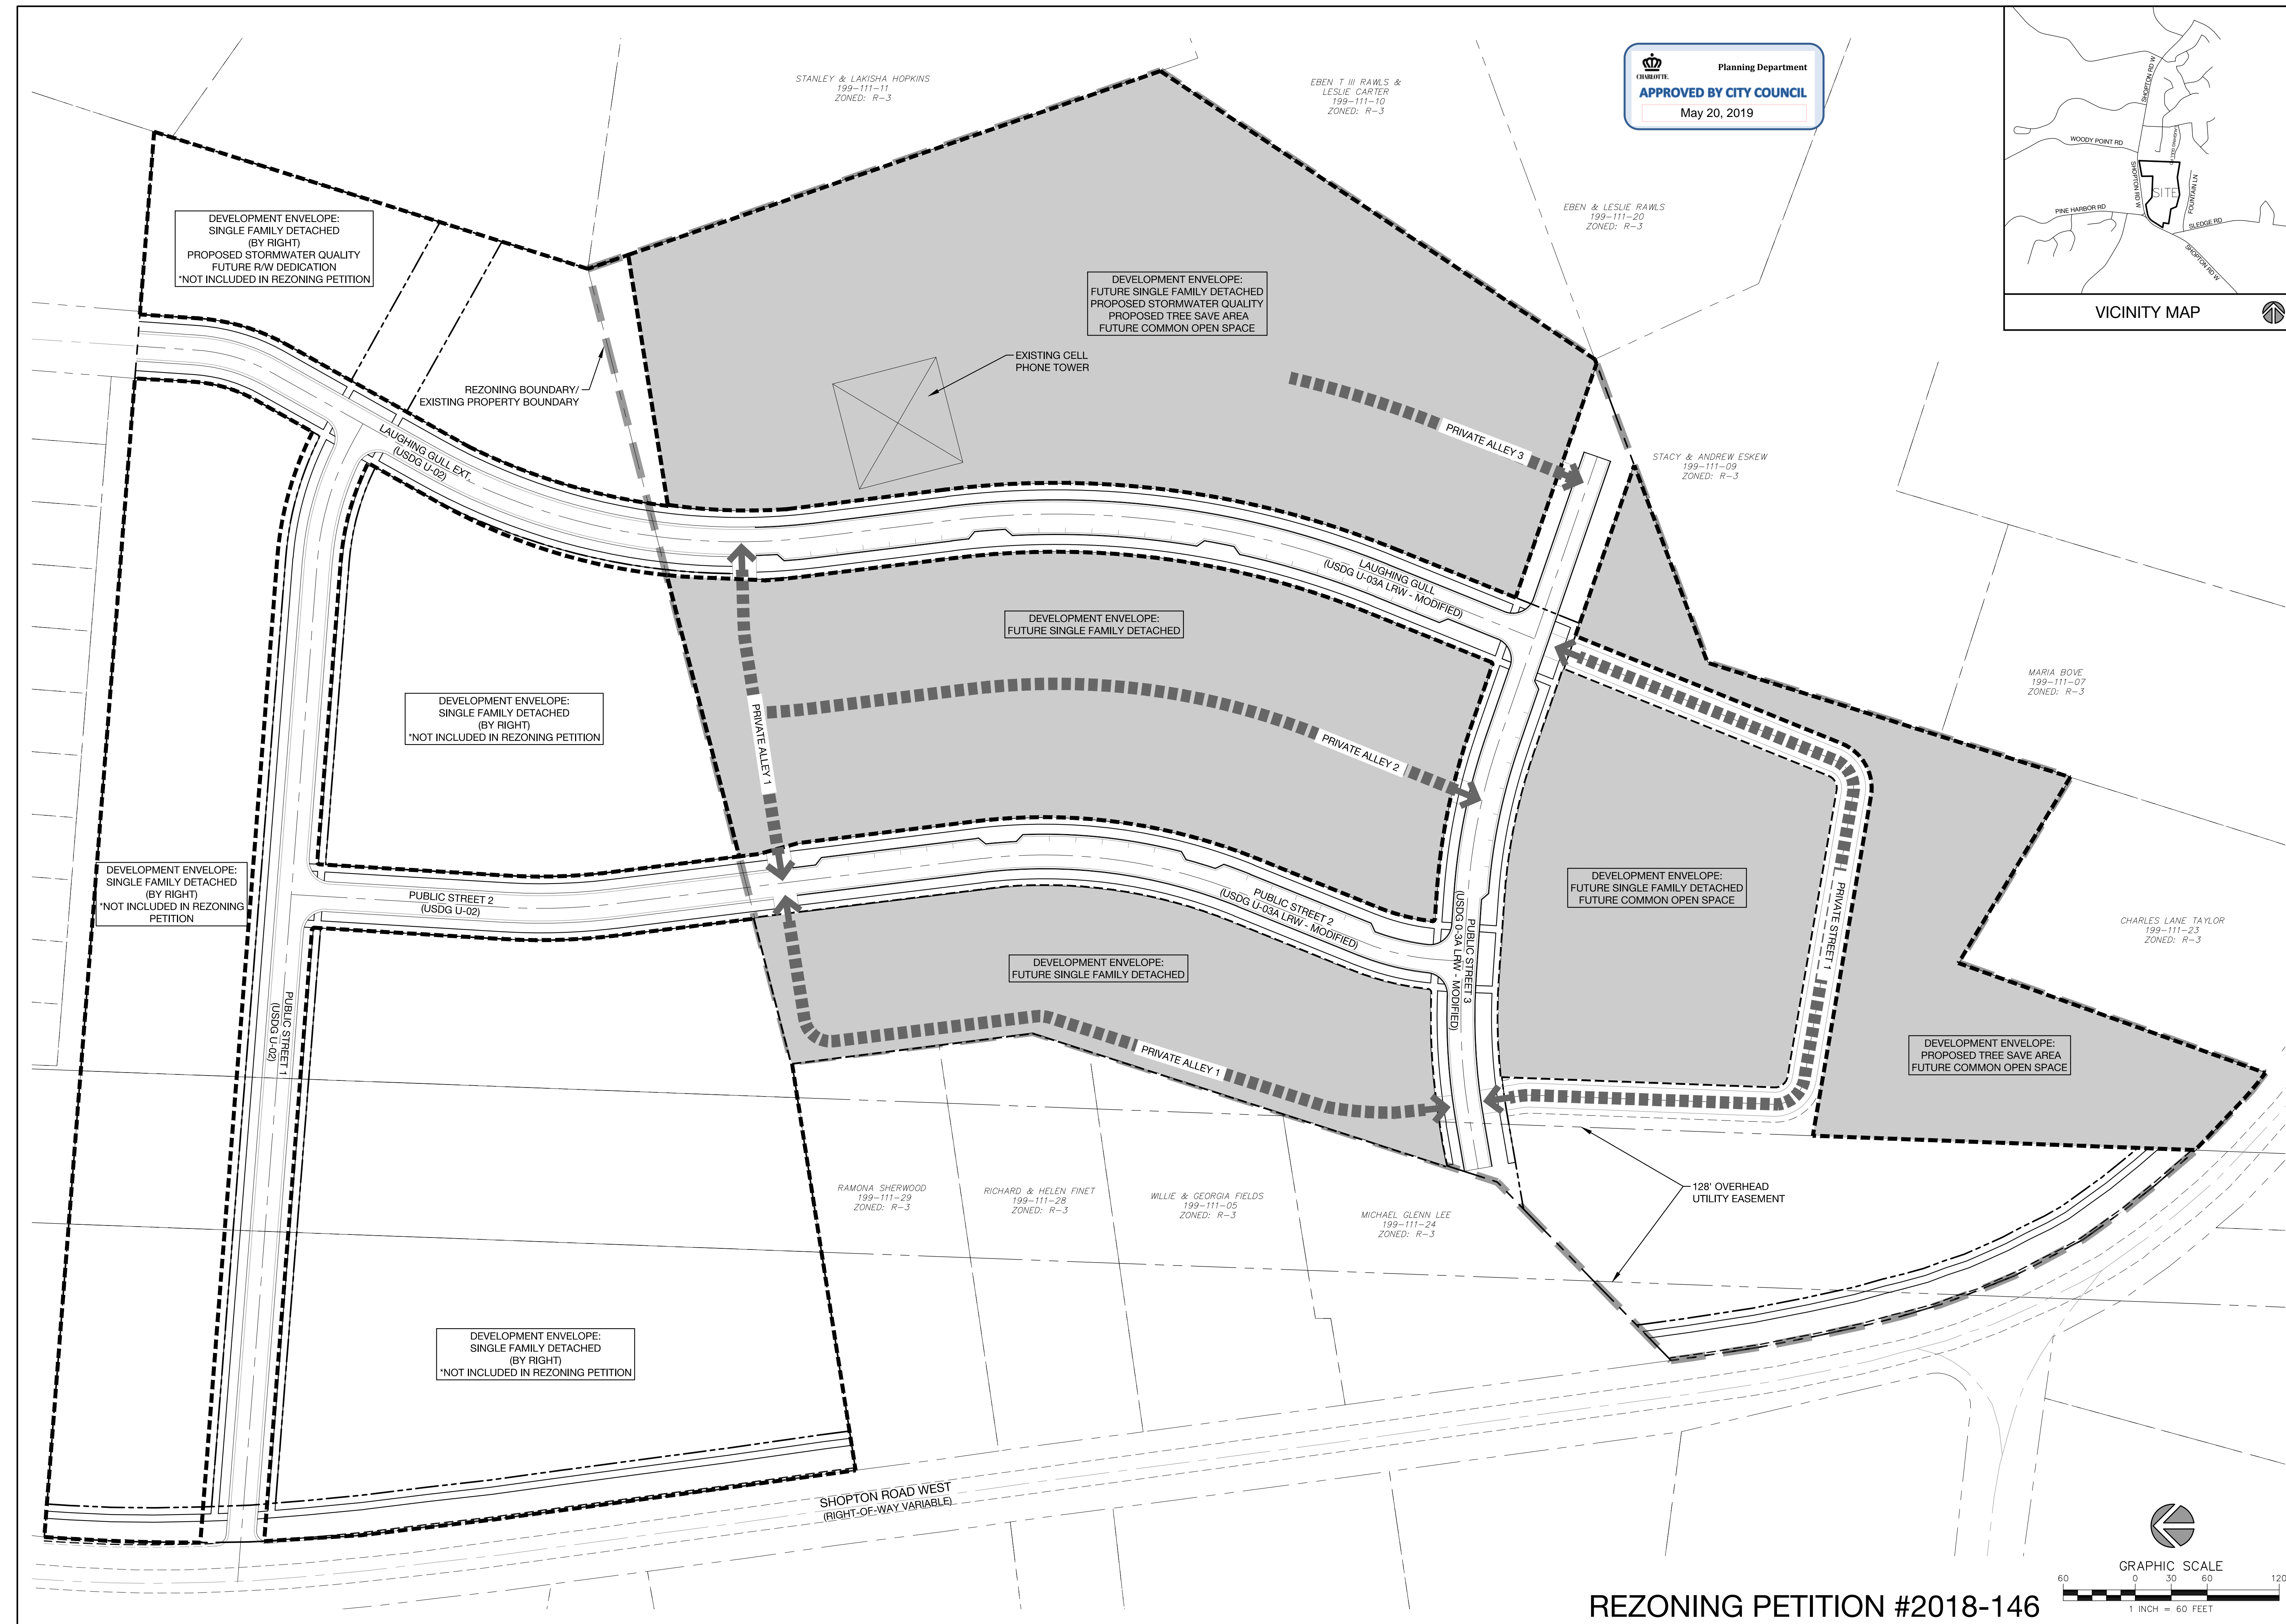 STANLEY & LAKISHA HOPKINS
199-111-11
ZONED: R-3
EBEN T III RAWLS &
LESLIE CARTER
199-111-10
ZONED: R-3
CHARLOTTE.
Planning Department
APPROVED BY CITY COUNCIL
May 20, 2019
SHOPTON RD W
WOODY POINT RD
SHOPTON RD W
SITE
FOUNTAIN LN
PINE HARBOR RD
SLEDGE RD
SHOPTON RD W
VICINITY MAP
DEVELOPMENT ENVELOPE:
SINGLE FAMILY DETACHED
(BY RIGHT)
PROPOSED STORMWATER QUALITY
FUTURE R/W DEDICATION
*NOT INCLUDED IN REZONING PETITION
EBEN & LESLIE RAWLS
199-111-20
ZONED: R-3
DEVELOPMENT ENVELOPE:
FUTURE SINGLE FAMILY DETACHED
PROPOSED STORMWATER QUALITY
PROPOSED TREE SAVE AREA
FUTURE COMMON OPEN SPACE
EXISTING CELL
PHONE TOWER
REZONING BOUNDARY/
EXISTING PROPERTY BOUNDARY
LAUGHING GULL EXT.
(USDG U-02)
PRIVATE ALLEY 3
STACY & ANDREW ESKEW
199-111-09
ZONED: R-3
LAUGHING GULL
(USDG U-03A LRW - MODIFIED)
DEVELOPMENT ENVELOPE:
FUTURE SINGLE FAMILY DETACHED
MARIA BOVE
199-111-07
ZONED: R-3
DEVELOPMENT ENVELOPE:
SINGLE FAMILY DETACHED
(BY RIGHT)
*NOT INCLUDED IN REZONING PETITION
PRIVATE ALLEY 1
PRIVATE ALLEY 2
DEVELOPMENT ENVELOPE:
SINGLE FAMILY DETACHED
(BY RIGHT)
*NOT INCLUDED IN REZONING
PETITION
PUBLIC STREET 2
(USDG U-02)
PUBLIC STREET 2
(USDG U-03A LRW - MODIFIED)
PUBLIC STREET 3
(USDG 0-3A LRW - MODIFIED)
DEVELOPMENT ENVELOPE:
FUTURE SINGLE FAMILY DETACHED
FUTURE COMMON OPEN SPACE
PRIVATE STREET 1
CHARLES LANE TAYLOR
199-111-23
ZONED: R-3
DEVELOPMENT ENVELOPE:
FUTURE SINGLE FAMILY DETACHED
PUBLIC STREET 1
(USDG U-02)
PRIVATE ALLEY 1
DEVELOPMENT ENVELOPE:
PROPOSED TREE SAVE AREA
FUTURE COMMON OPEN SPACE
RAMONA SHERWOOD
199-111-29
ZONED: R-3
RICHARD & HELEN FINET
199-111-28
ZONED: R-3
WILLIE & GEORGIA FIELDS
199-111-05
ZONED: R-3
MICHAEL GLENN LEE
199-111-24
ZONED: R-3
128' OVERHEAD
UTILITY EASEMENT
DEVELOPMENT ENVELOPE:
SINGLE FAMILY DETACHED
(BY RIGHT)
*NOT INCLUDED IN REZONING PETITION
SHOPTON ROAD WEST
(RIGHT-OF-WAY VARIABLE)
GRAPHIC SCALE
60 0 30 60 120
1 INCH = 60 FEET
REZONING PETITION #2018-146